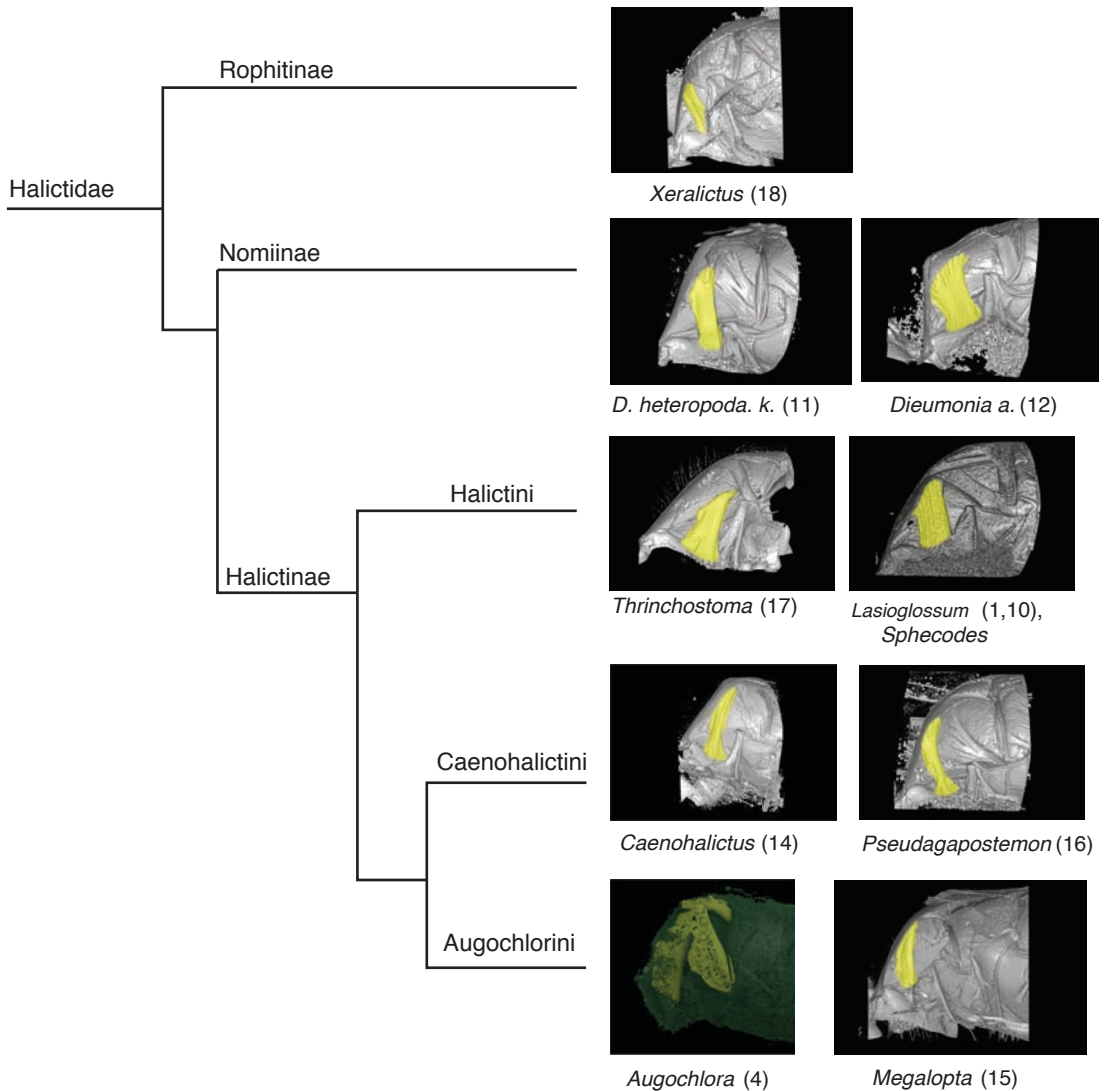 Rophitinae
Halictidae
Xeralictus (18)
Nomiinae
D. heteropoda. k. (11)
Dieumonia a. (12)
Halictini
Halictinae
Thrinchostoma (17)
Lasioglossum (1,10),
Sphecodes
Caenohalictini
Caenohalictus (14)
Pseudagapostemon (16)
Augochlorini
Augochlora (4)
Megalopta (15)